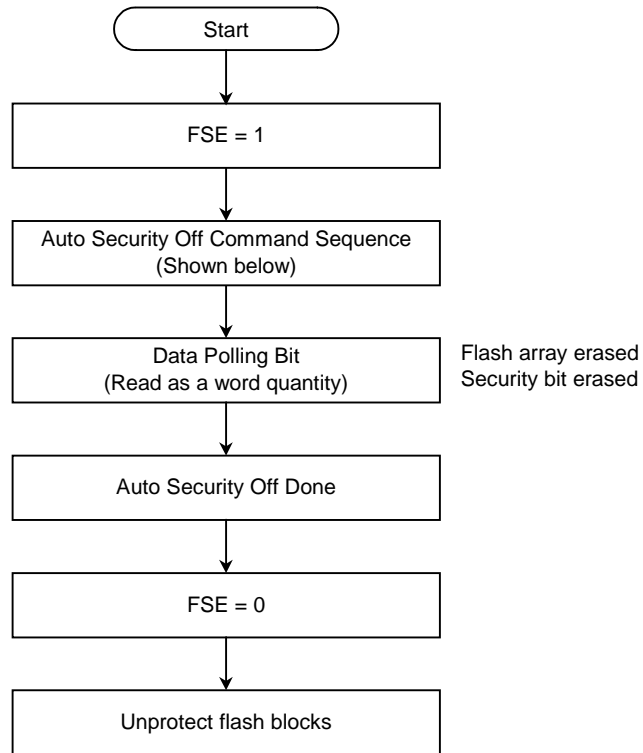 Start
FSE = 1
Auto Security Off Command Sequence
(Shown below)
Data Polling Bit
(Read as a word quantity)
Flash array erased
Security bit erased
Auto Security Off Done
FSE = 0
Unprotect flash blocks